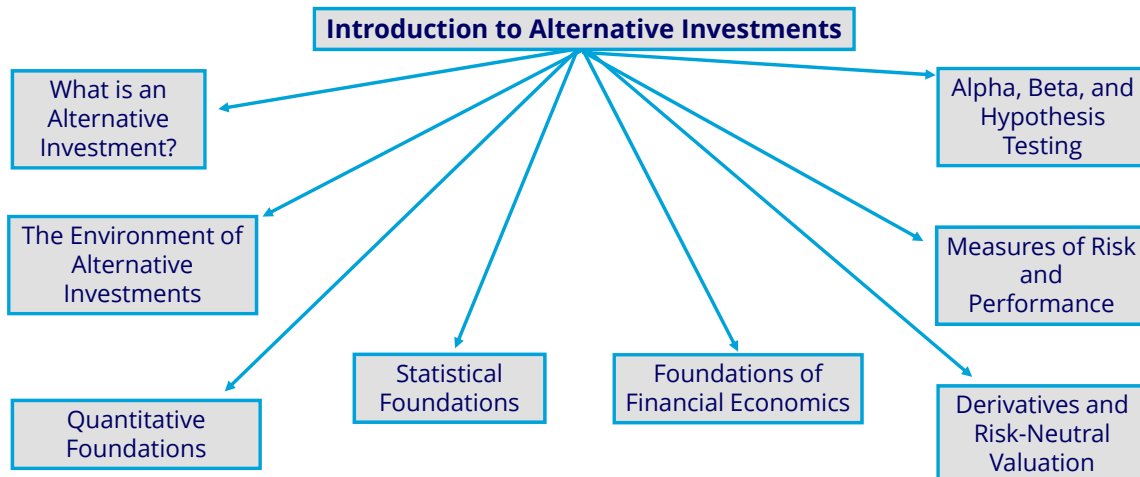 Introduction to Alternative Investments
What is an
Alternative
Investment?
The Environment of
Alternative
Investments
Quantitative
Foundations
Statistical
Foundations
Foundations of
Financial Economics
Derivatives and
Risk-Neutral
Valuation
Measures of Risk
and
Performance
Alpha, Beta, and
Hypothesis
Testing